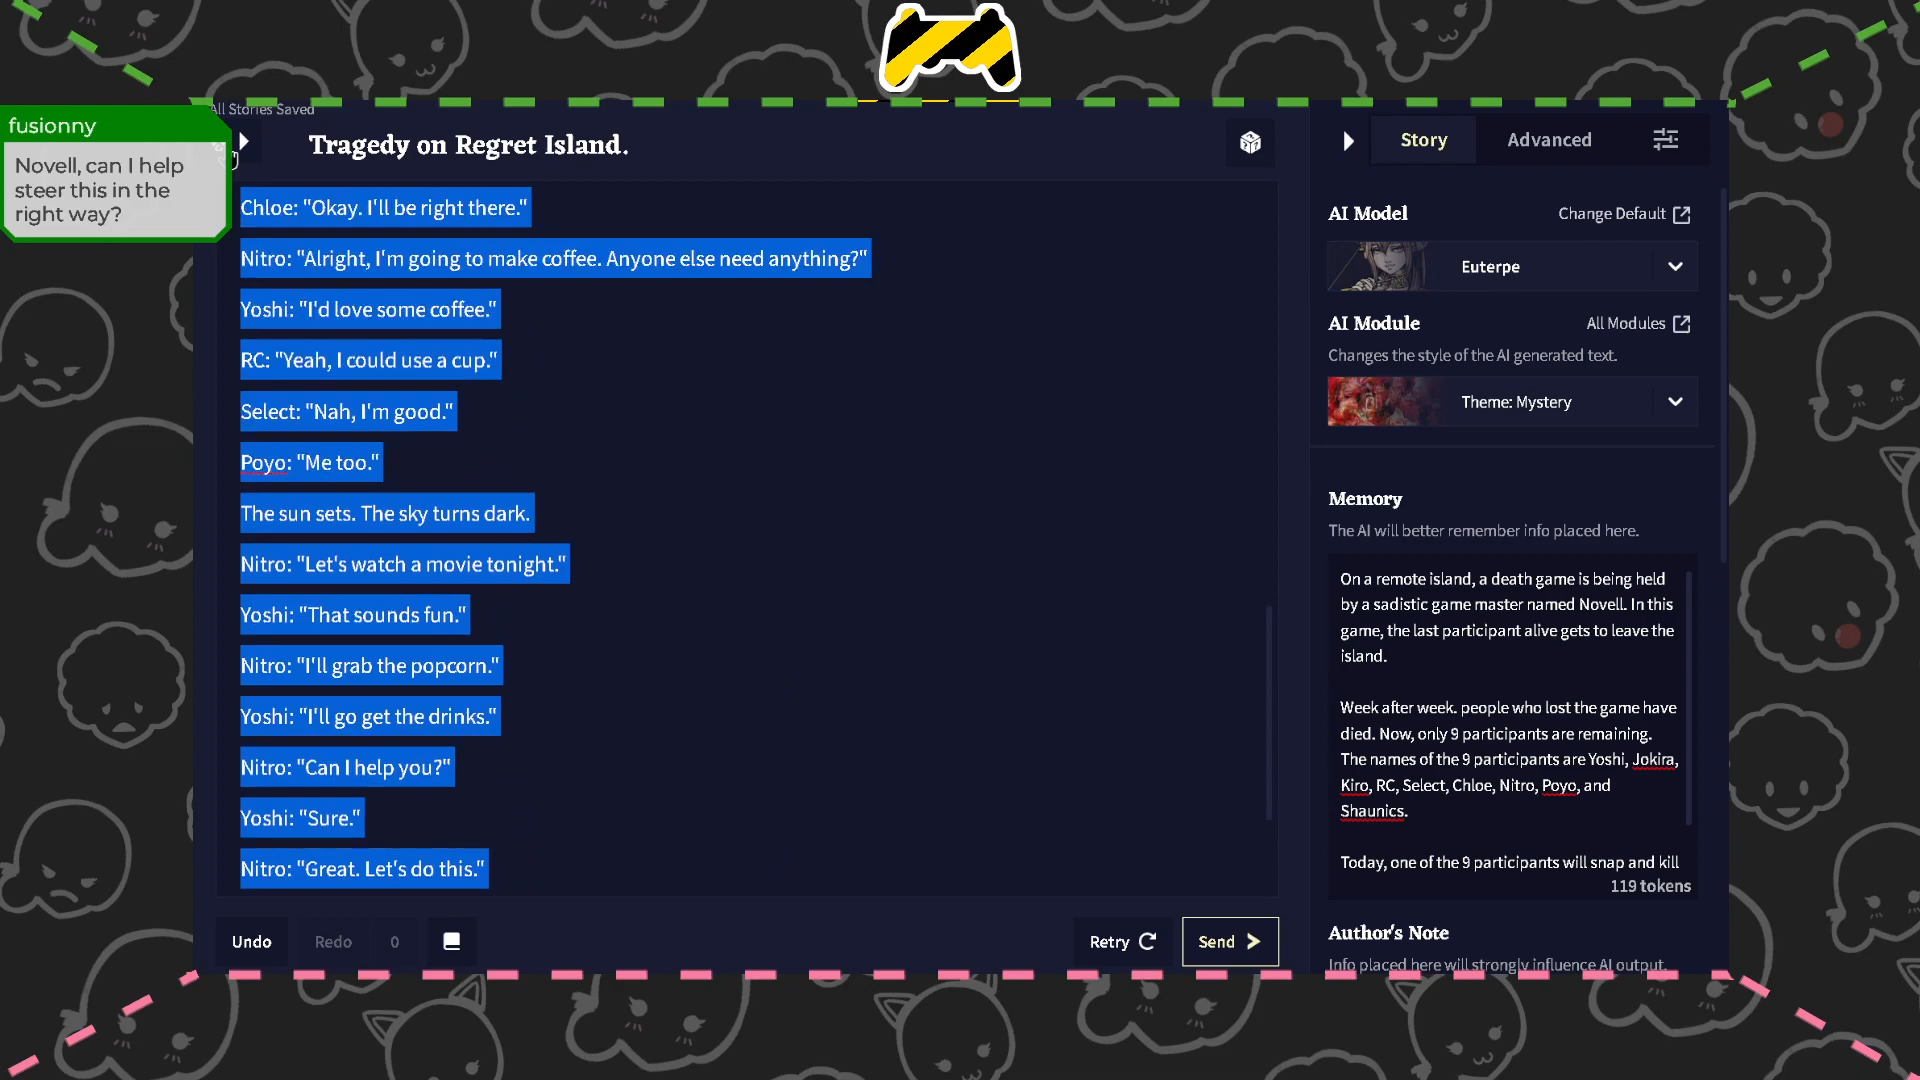 All Stories Saved
fusionny
Novell, can I help
steer this in the
right way?
Tragedy on Regret Island.
Chloe: "Okay. I'll be right there."
Nitro: "Alright, I'm going to make coffee. Anyone else need anything?"
Yoshi: "I'd love some coffee."
RC: "Yeah, I could use a cup."
Select: "Nah, I'm good."
Poyo: "Me too."
The sun sets. The sky turns dark.
Nitro: "Let's watch a movie tonight."
Yoshi: "That sounds fun."
Nitro: "I'll grab the popcorn."
Yoshi: "I'll go get the drinks."
Nitro: "Can I help you?"
Yoshi: "Sure."
Nitro: "Great. Let's do this."
Undo
Redo
0
Retry
Send
Story
Advanced
AI Model
Change Default
Euterpe
AI Module
All Modules
Changes the style of the AI generated text.
Theme: Mystery
Memory
The AI will better remember info placed here.
On a remote island, a death game is being held
by a sadistic game master named Novell. In this
game, the last participant alive gets to leave the
island.
Week after week. people who lost the game have
died. Now, only 9 participants are remaining.
The names of the 9 participants are Yoshi, Jokira,
Kiro, RC, Select, Chloe, Nitro, Poyo, and
Shaunics.
Today, one of the 9 participants will snap and kill
119 tokens
Author's Note
Info placed here will strongly influence AI output.